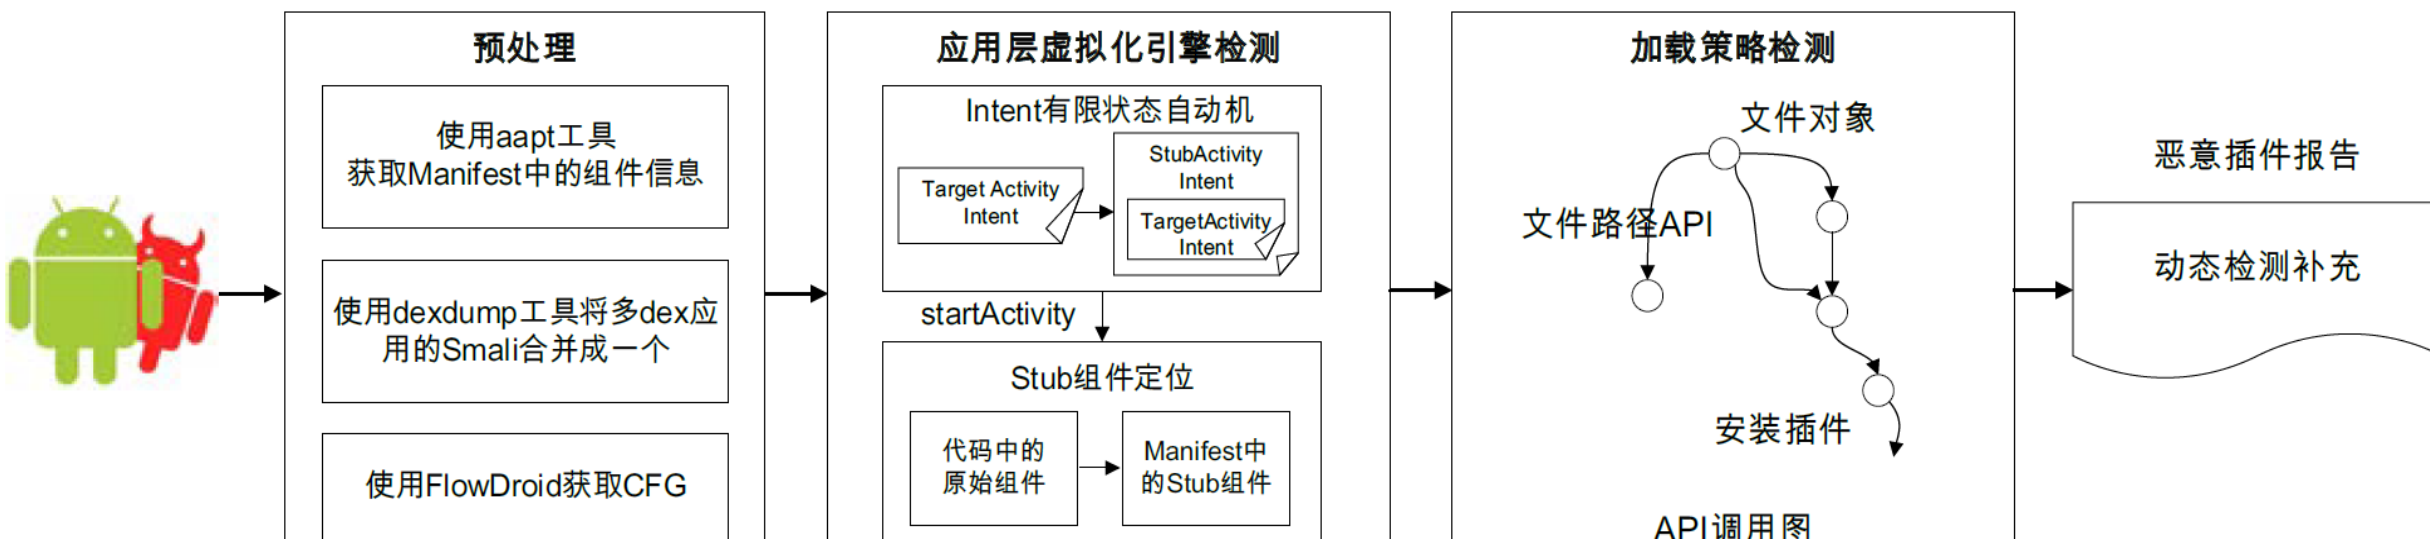 预处理
使用aapt工具
获取Manifest中的组件信息
使用dexdump工具将多dex应
用的Smali合并成一个
使用FlowDroid获取CFG
应用层虚拟化引擎检测
Intent有限状态自动机
Target Activity
Intent
StubActivity
Intent
TargetActivity
Intent
startActivity
Stub组件定位
代码中的
原始组件
Manifest中
的Stub组件
加载策略检测
文件对象
文件路径API
安装插件
API调用图
恶意插件报告
动态检测补充